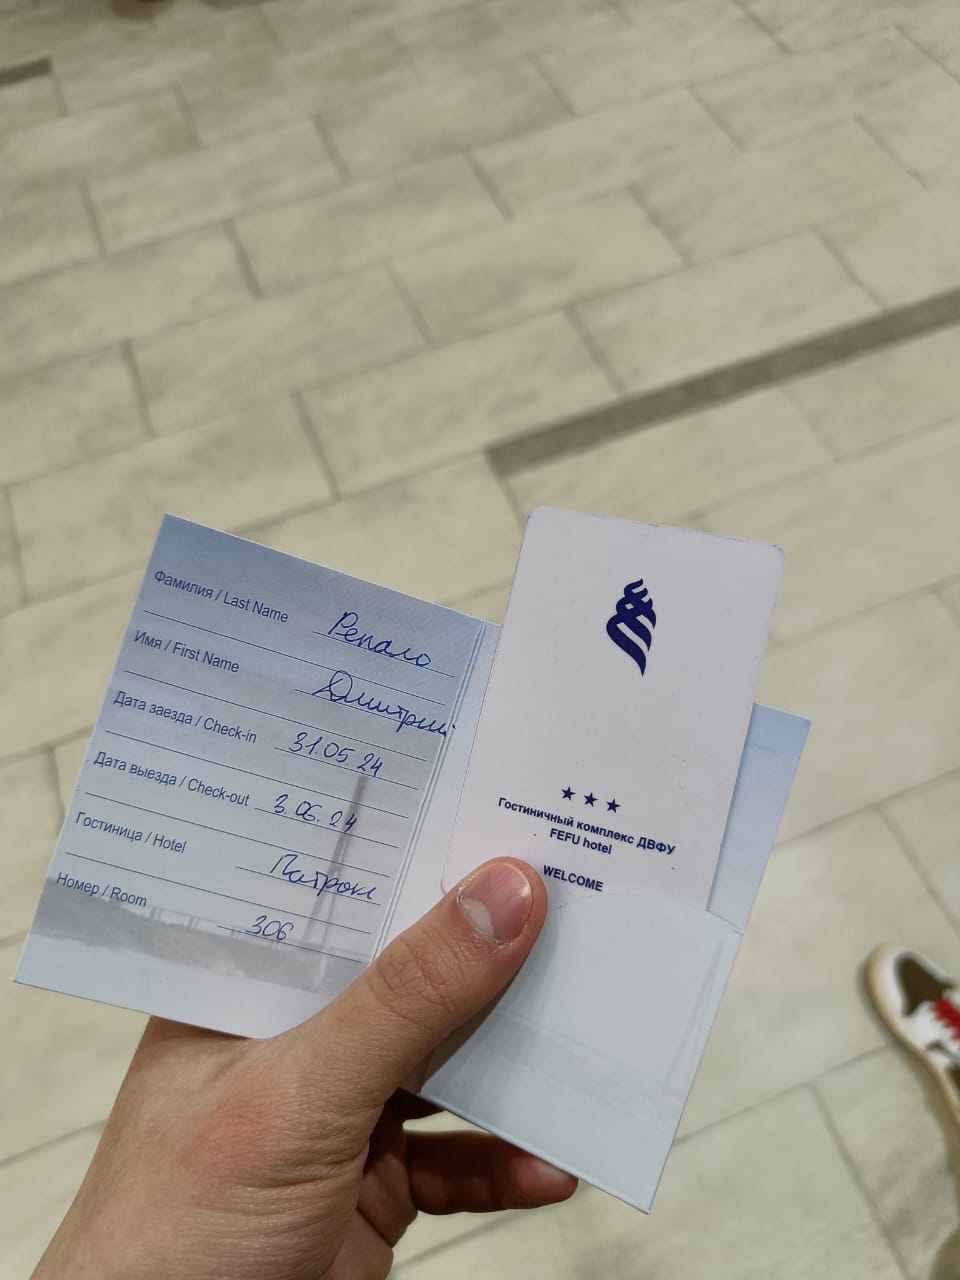 Фамилия / Last Name Репало
Имя / First Name Дмитрий
Дата заезда / Check-in 31.05 24
Дата выезда / Check-out 3.06.24
Гостиница / Hotel
Номер / Room 306
Гостиничный комплекс ДВФУ
FEFU hotel
WELCOME